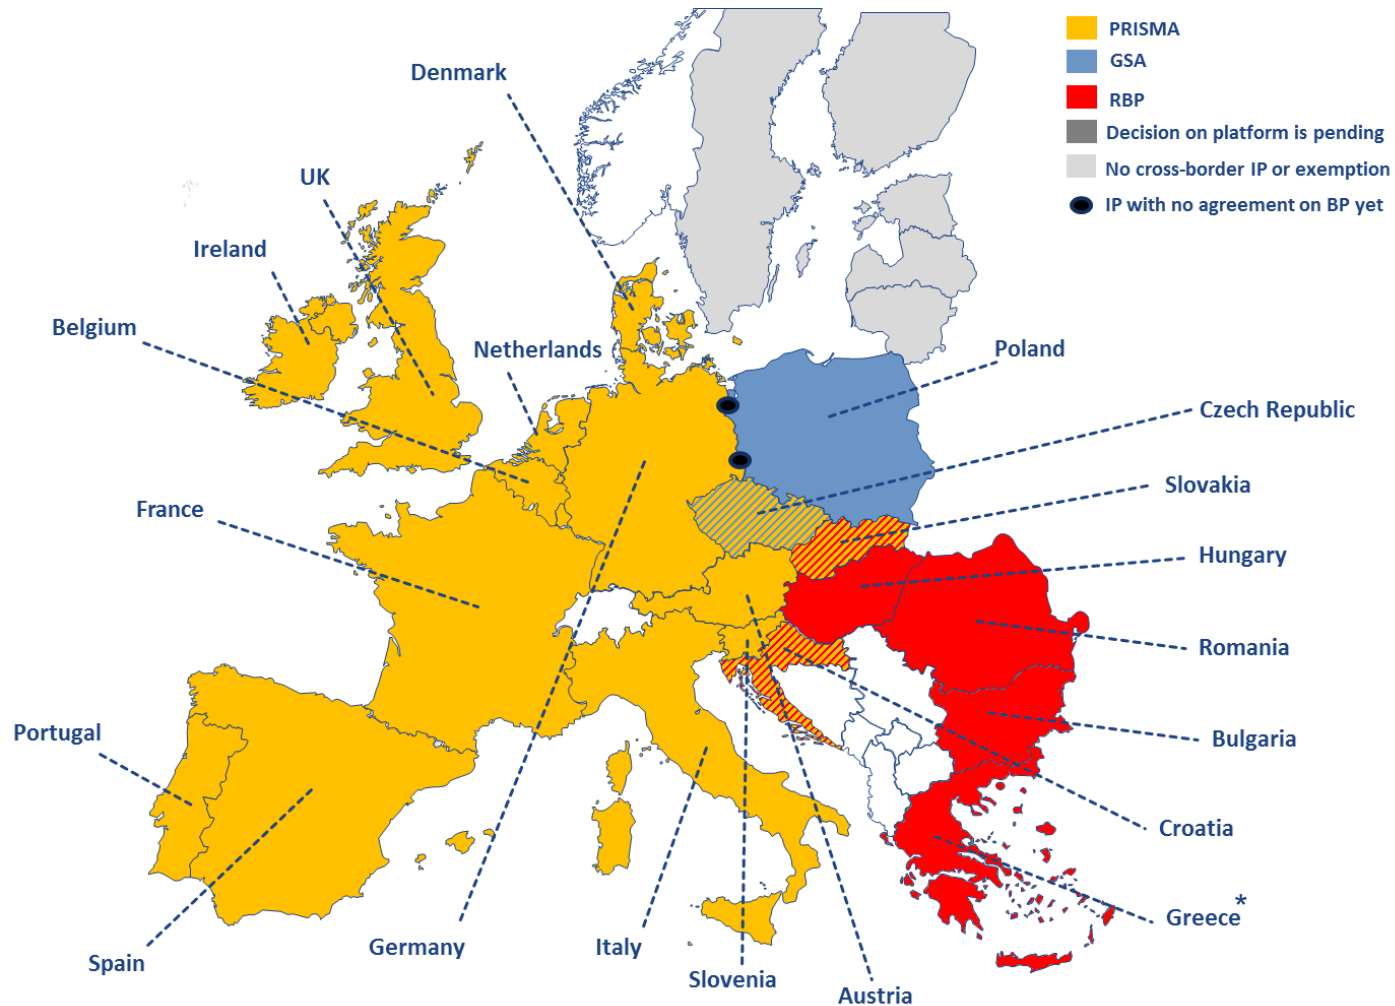 PRISMA
GSA
RBP
Decision on platform is pending
No cross-border IP or exemption
IP with no agreement on BP yet
Denmark
UK
Ireland
Belgium
Netherlands
Poland
Czech Republic
Slovakia
France
Hungary
Romania
Portugal
Bulgaria
Croatia
Greece*
Germany
Italy
Spain
Slovenia
Austria